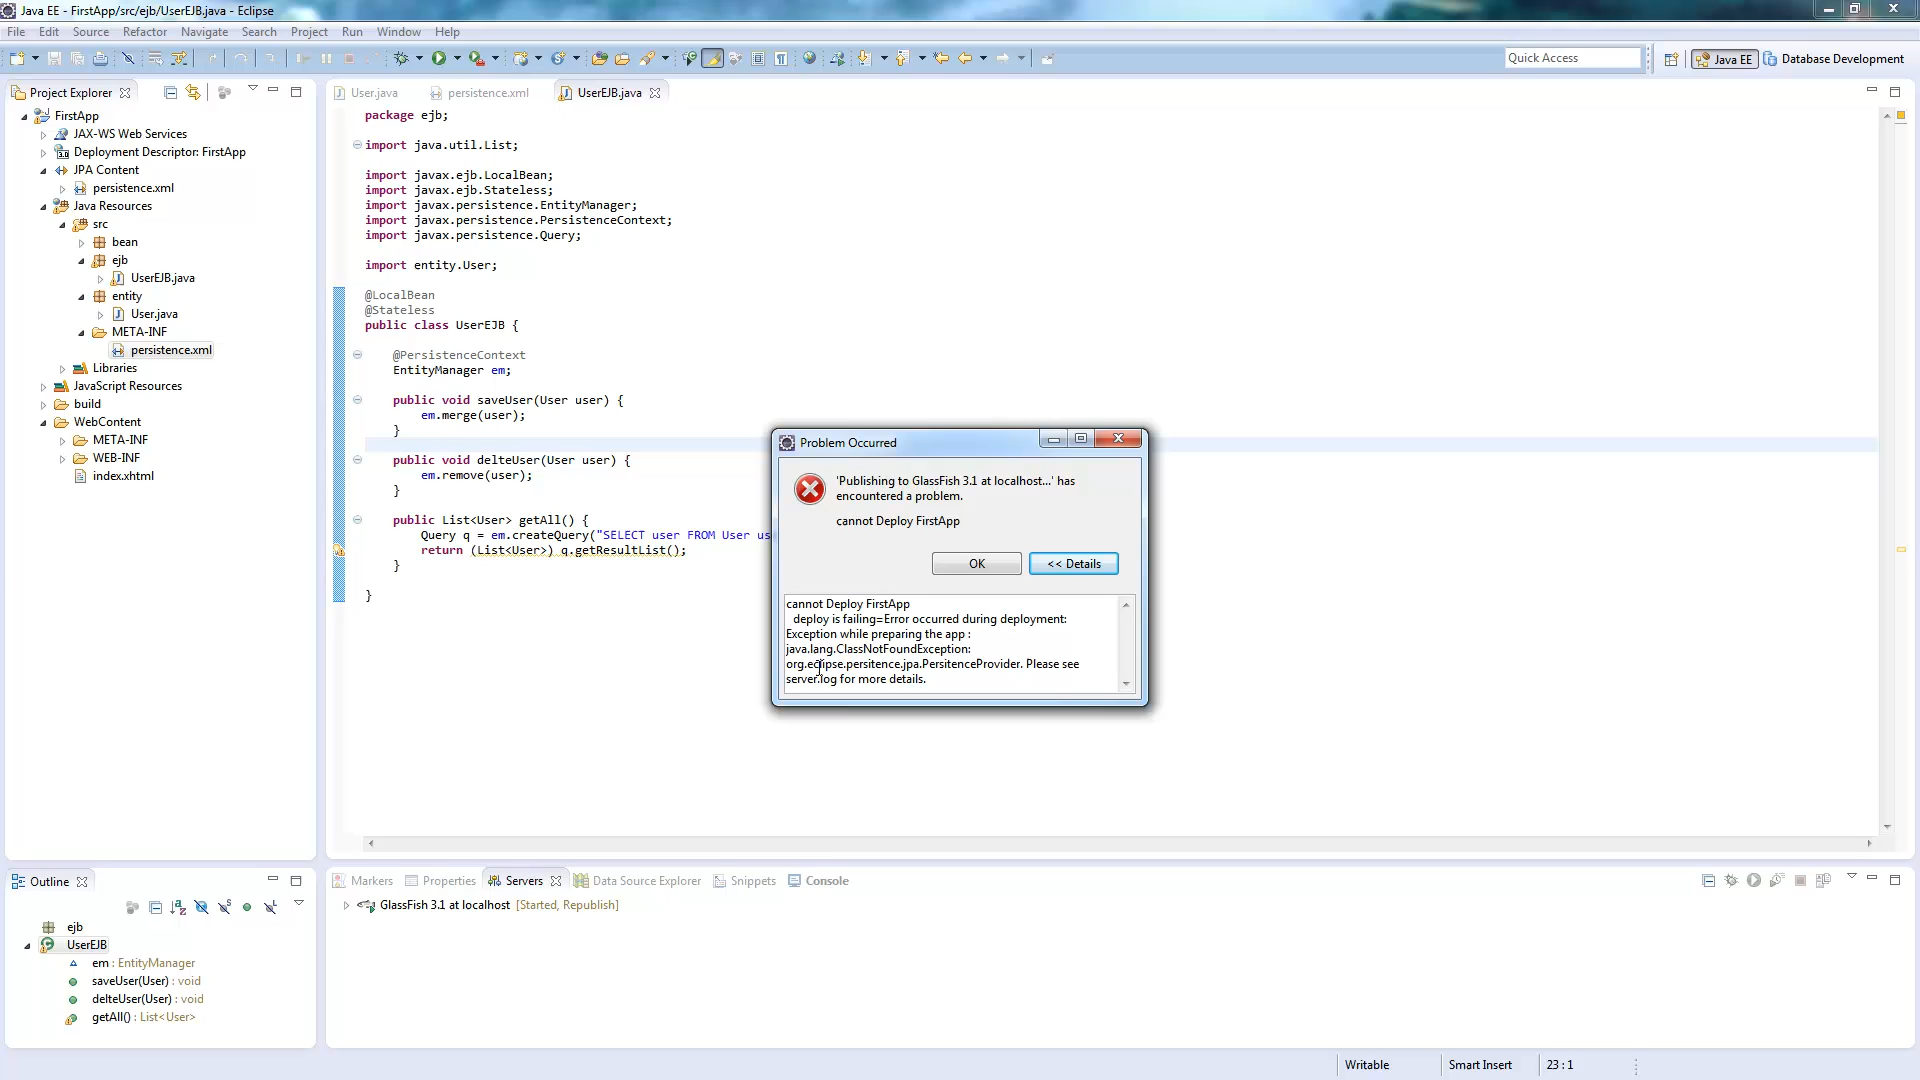 Java EE - FirstApp/src/ejb/UserEJB.java - Eclipse
File Edit Source Refactor Navigate Search Project Run Window Help
Quick Access
Java EE
Database Development
Project Explorer
FirstApp
JAX-WS Web Services
Deployment Descriptor: FirstApp
JPA Content
persistence.xml
Java Resources
src
bean
ejb
UserEJB.java
entity
User.java
META-INF
persistence.xml
Libraries
JavaScript Resources
build
WebContent
META-INF
WEB-INF
index.xhtml
User.java persistence.xml UserEJB.java
package ejb;
import java.util.List;
import javax.ejb.LocalBean;
import javax.ejb.Stateless;
import javax.persistence.EntityManager;
import javax.persistence.PersistenceContext;
import javax.persistence.Query;
import entity.User;
@LocalBean
@Stateless
public class UserEJB {
@PersistenceContext
EntityManager em;
public void saveUser(User user) {
em.merge(user);
}
public void delteUser(User user) {
em.remove(user);
}
public List<User> getAll() {
Query q = em.createQuery("SELECT user FROM User us
return (List<User>) q.getResultList();
}
}
Problem Occurred
'Publishing to GlassFish 3.1 at localhost...' has
encountered a problem.
cannot Deploy FirstApp
OK << Details
cannot Deploy FirstApp
deploy is failing=Error occurred during deployment:
Exception while preparing the app :
java.lang.ClassNotFoundException:
org.eclipse.persitence.jpa.PersitenceProvider. Please see
server.log for more details.
Outline
ejb
UserEJB
em : EntityManager
saveUser(User) : void
delteUser(User) : void
getAll() : List<User>
Markers Properties Servers Data Source Explorer Snippets Console
GlassFish 3.1 at localhost [Started, Republish]
Writable Smart Insert 23 : 1